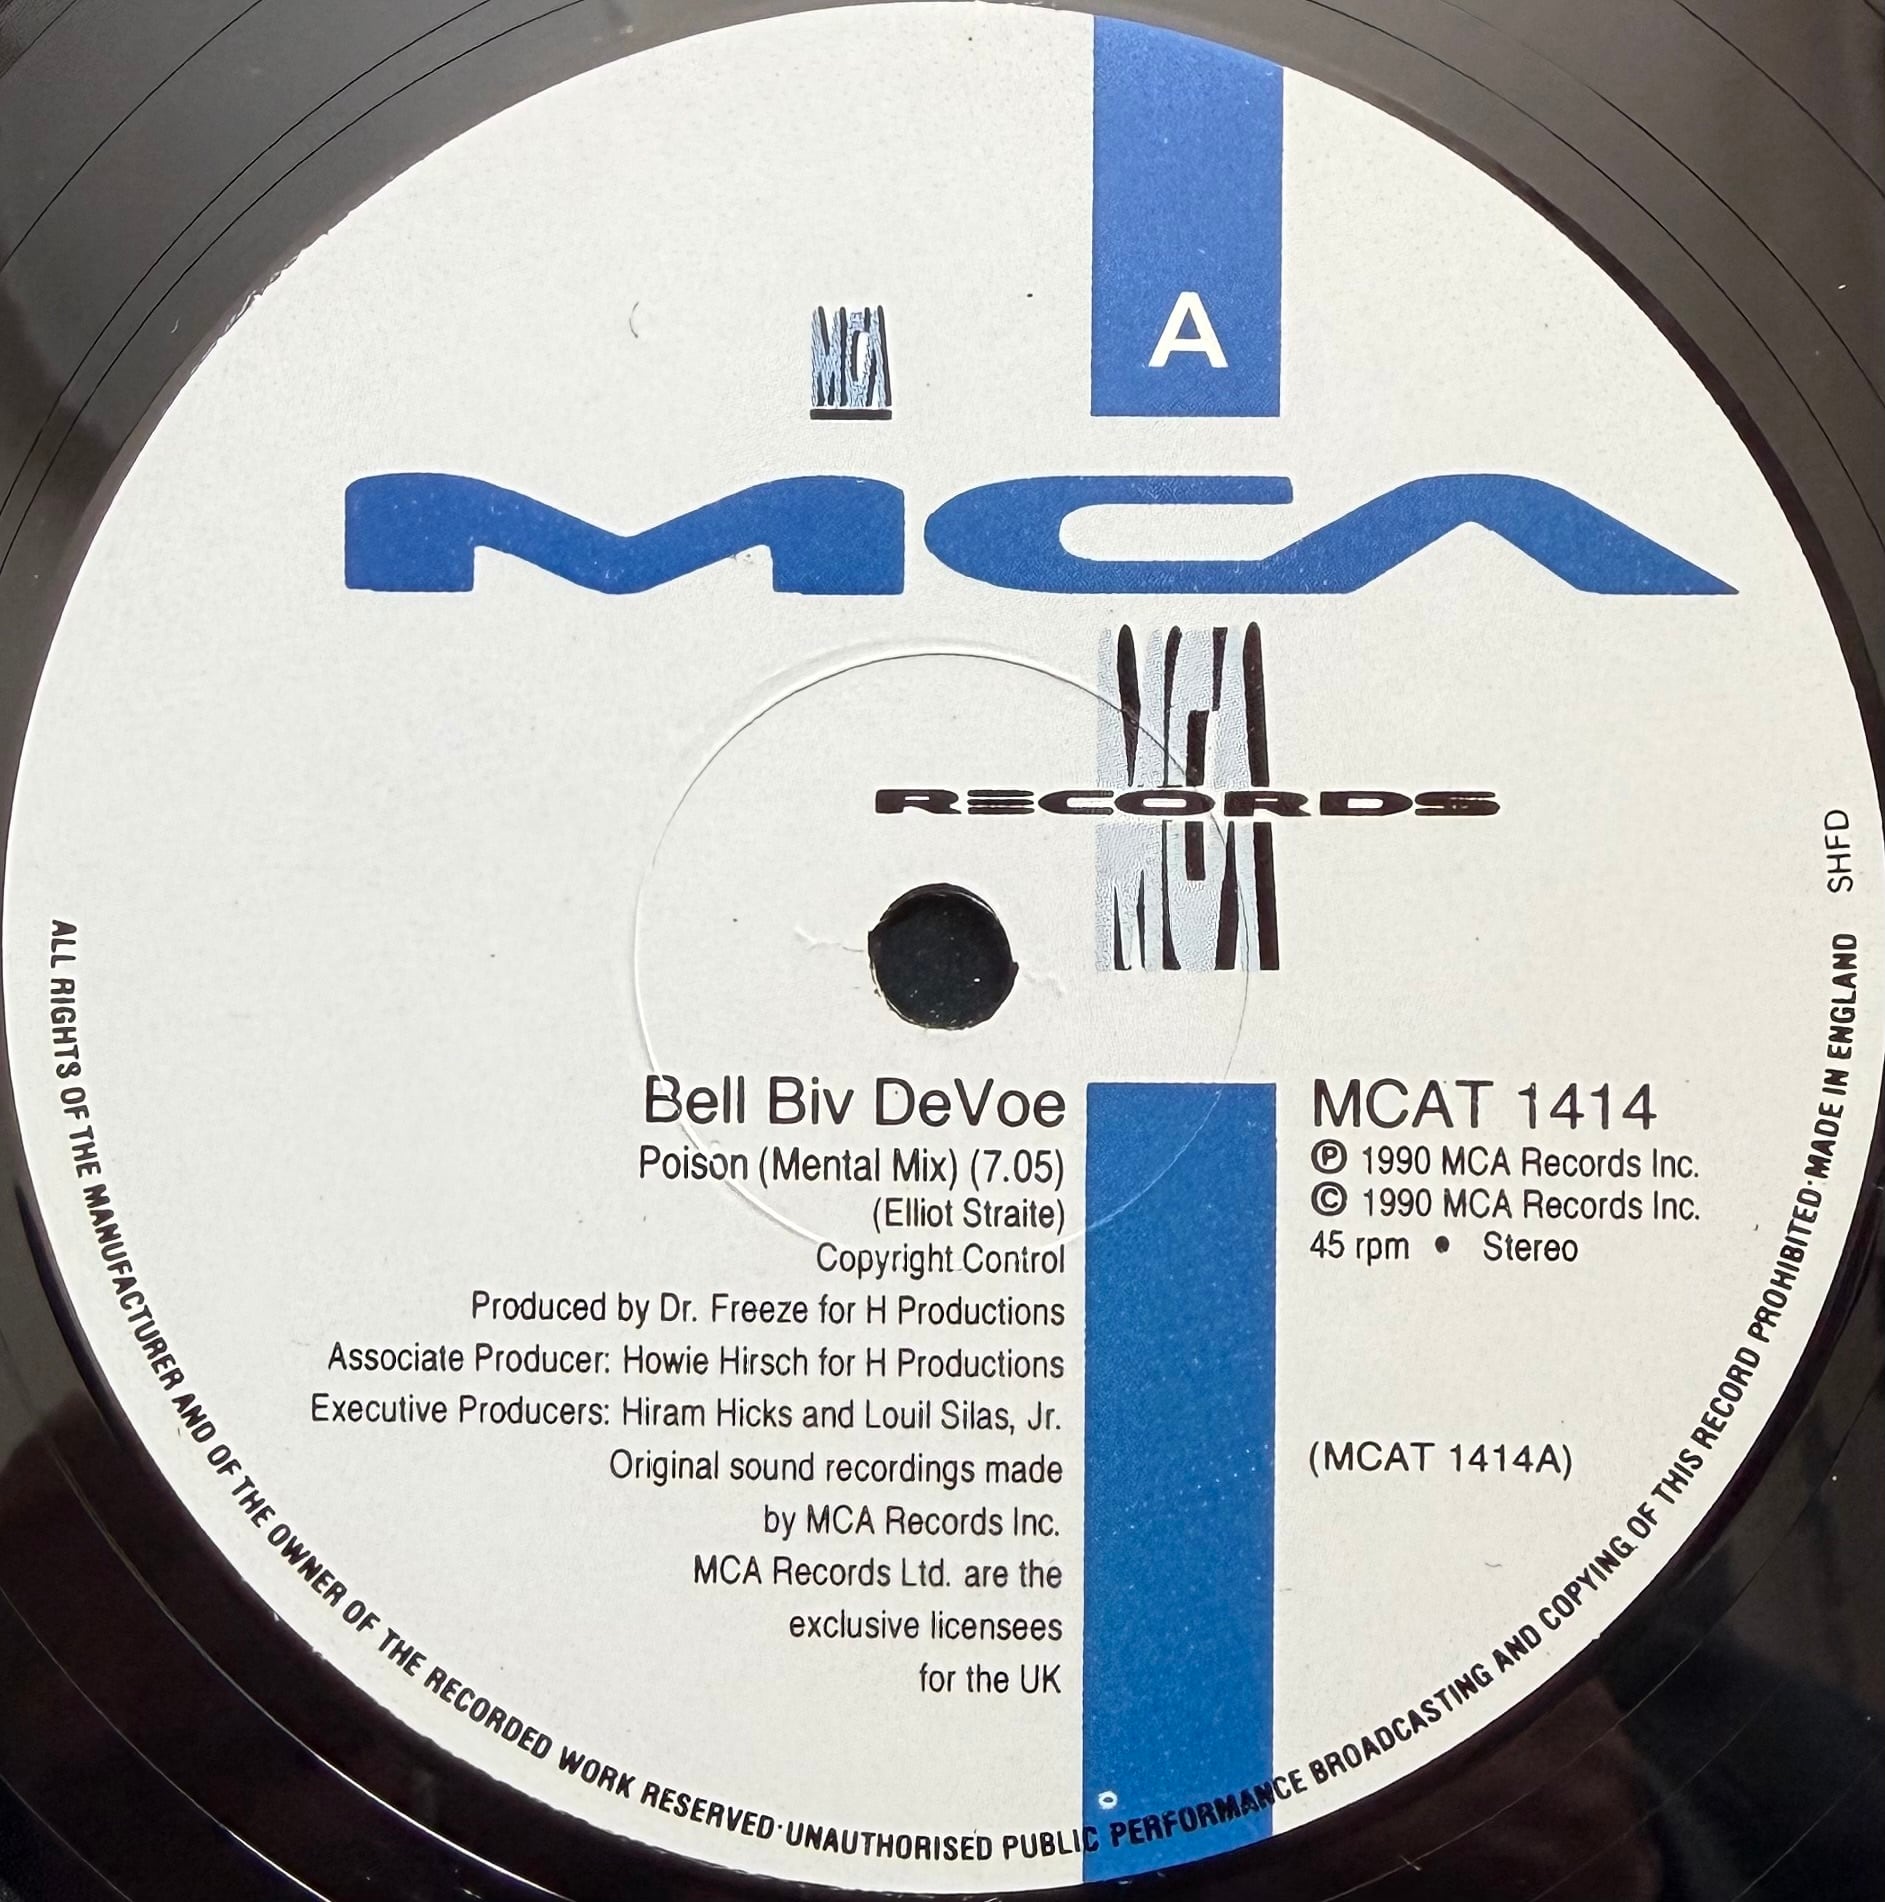 A
MCA
MCA
MCA
RECORDS
MCA
Bell Biv DeVoe
Poison (Mental Mix) (7.05)
(Elliot Straite)
Copyright Control
Produced by Dr. Freeze for H Productions
Associate Producer: Howie Hirsch for H Productions
Executive Producers: Hiram Hicks and Louil Silas, Jr.
Original sound recordings made
by MCA Records Inc.
MCA Records Ltd. are the
exclusive licensees
for the UK
MCAT 1414
Ⓟ 1990 MCA Records Inc.
© 1990 MCA Records Inc.
45 rpm • Stereo
(MCAT 1414A)
ALL RIGHTS OF THE MANUFACTURER AND OF THE OWNER OF THE RECORDED WORK RESERVED·UNAUTHORISED PUBLIC PERFORMANCE BROADCASTING AND COPYING OF THIS RECORD PROHIBITED·MADE IN ENGLAND SHFD